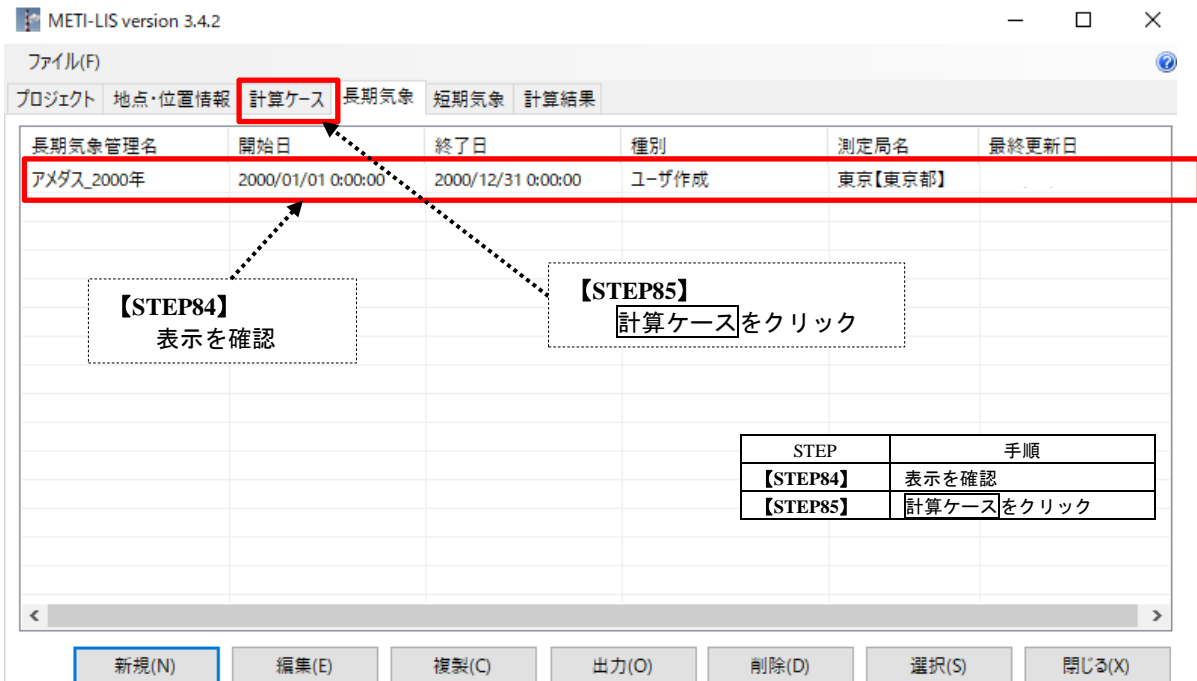 METI-LIS version 3.4.2
ファイル(F)
プロジェクト 地点・位置情報 計算ケース 長期気象 短期気象 計算結果
長期気象管理名 開始日 終了日 種別 測定局名 最終更新日
アメダス_2000年 2000/01/01 0:00:00 2000/12/31 0:00:00 ユーザ作成 東京【東京都】
【STEP84】
表示を確認
【STEP85】
計算ケースをクリック
STEP 手順
【STEP84】 表示を確認
【STEP85】 計算ケースをクリック
新規(N) 編集(E) 複製(C) 出力(O) 削除(D) 選択(S) 閉じる(X)